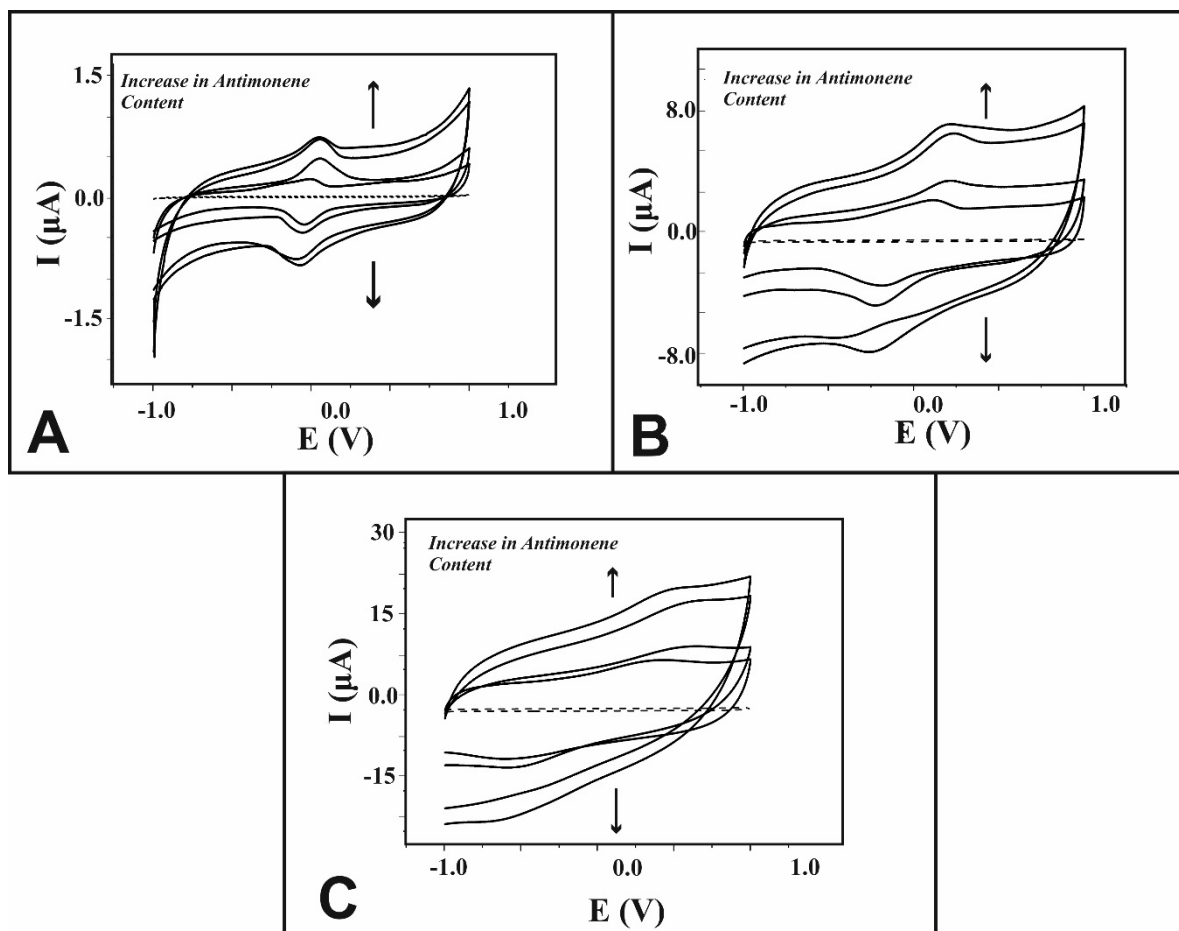 Increase in Antimonene
Content
1.5
0.0
-1.5
I (µA)
-1.0
0.0
1.0
E (V)
A
Increase in Antimonene
Content
8.0
0.0
-8.0
I (µA)
-1.0
0.0
1.0
E (V)
B
Increase in Antimonene
Content
30
15
0.0
-15
I (µA)
-1.0
0.0
1.0
E (V)
C